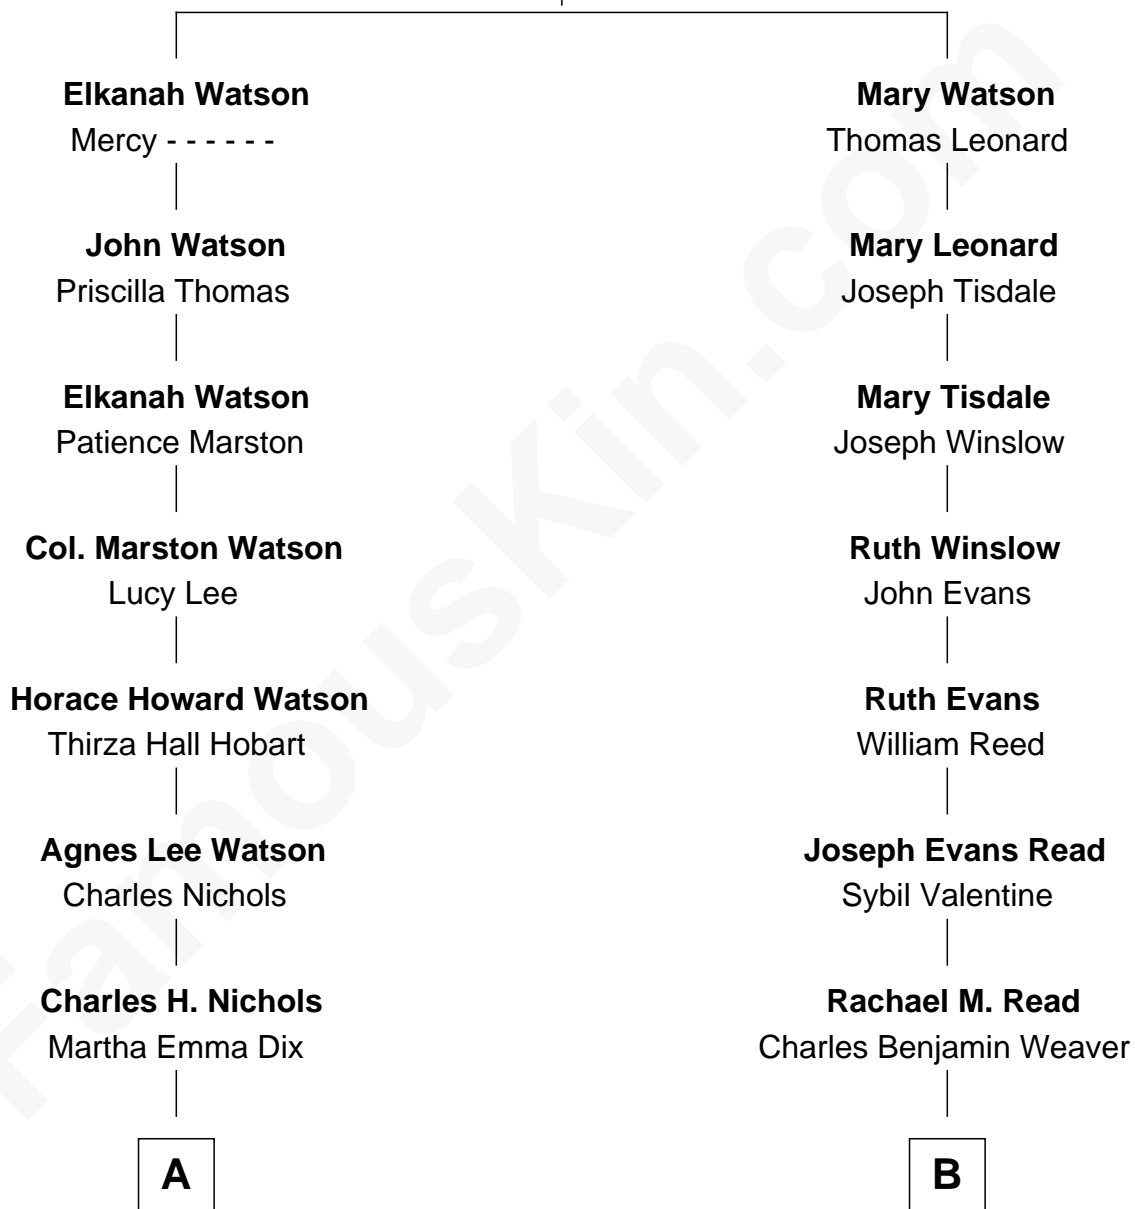 Elkanah Watson
Mercy - - - - - -
John Watson
Priscilla Thomas
Elkanah Watson
Patience Marston
Col. Marston Watson
Lucy Lee
Horace Howard Watson
Thirza Hall Hobart
Agnes Lee Watson
Charles Nichols
Charles H. Nichols
Martha Emma Dix
A
Mary Watson
Thomas Leonard
Mary Leonard
Joseph Tisdale
Mary Tisdale
Joseph Winslow
Ruth Winslow
John Evans
Ruth Evans
William Reed
Joseph Evans Read
Sybil Valentine
Rachael M. Read
Charles Benjamin Weaver
B
FamousKin.com